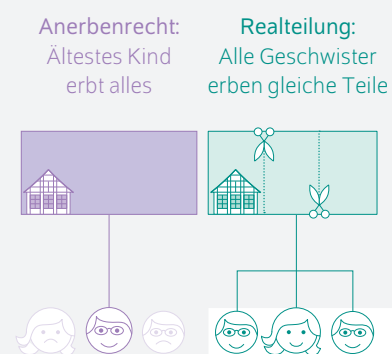 Anerbenrecht:
Ältestes Kind
erbt alles
Realteilung:
Alle Geschwister
erben gleiche Teile